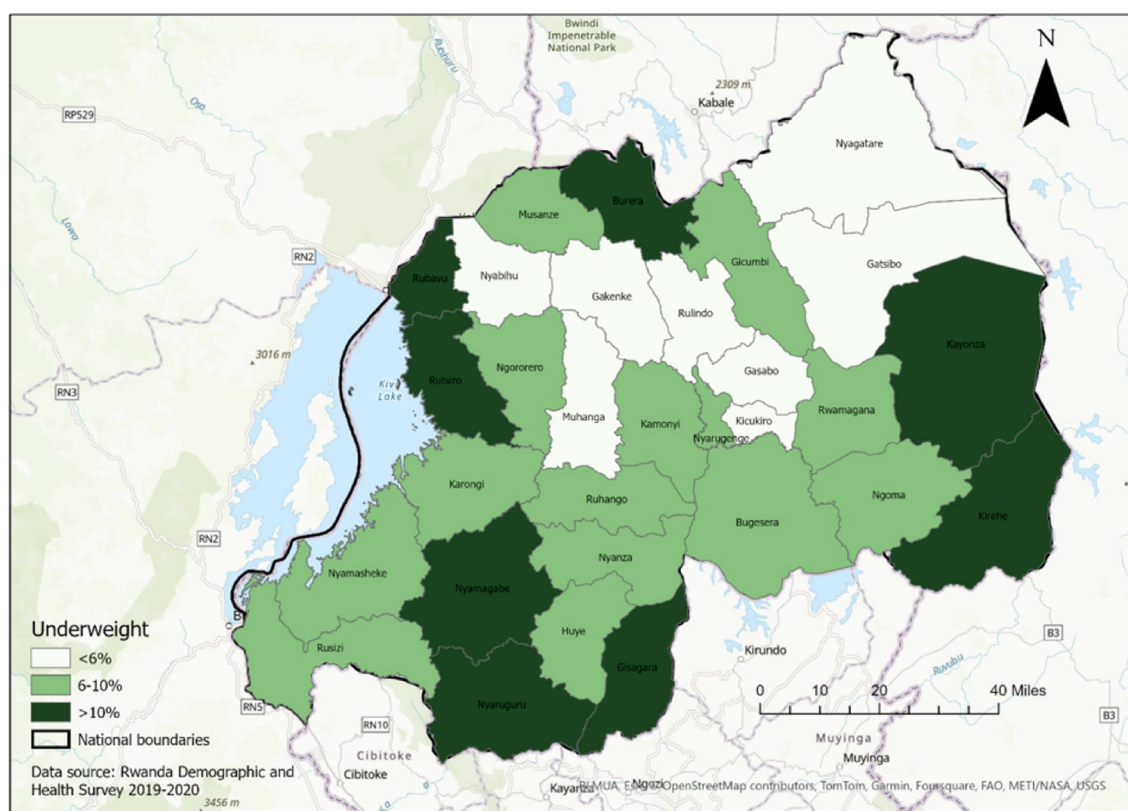 Bwindi
Impenetrable
National Park
Oso
2309 m
N
Kabale
RP529
Nyagatare
Burera
Musanze
Lowa
RN2
Gicumbi
Gatsibo
Rubavu
Nyabihu
Gakenke
Rulindo
3016 m
Kayonza
Rutsiro
Ngororero
Gasabo
RN3
Lake
Kicukiro
Rwamagana
Muhanga
Kamonyi
Nyarugenge
Karongi
Ruhango
Ngoma
Kirehe
Bugesera
RN2
Nyanza
Nyamasheke
Nyamagabe
B
Underweight
Huye
B3
<6%
Rusizi
Kirundo
Gisagara
Ruvubu
6-10%
0 10 20 40 Miles
>10%
RN5
Nyaruguru
RN10
B3
National boundaries
Cibitoke
Muyinga
Muyinga
Data source: Rwanda Demographic and
Health Survey 2019-2020
Cibitoke
OpenStreetMap contributors, TomTom, Garmin, Foursquare, FAO, METI/NASA, USGS
3456 m